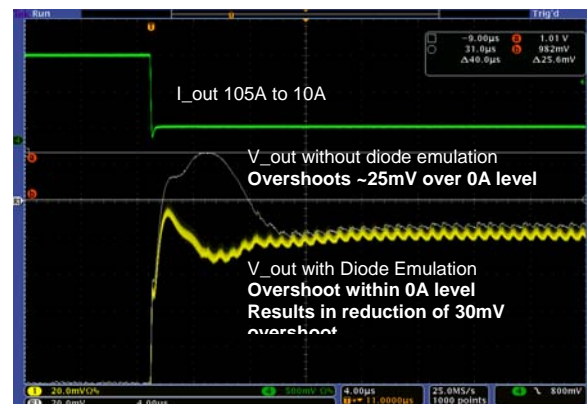 Run
Trig'd
-9.00µs
1.01 V
31.0µs
982mV
Δ40.0µs
Δ25.6mV
I_out 105A to 10A
V_out without diode emulation
Overshoots ~25mV over 0A level
V_out with Diode Emulation
Overshoot within 0A level
Results in reduction of 30mV
overshoot
20.0mV
500mV
4.00µs
25.0MS/s
800mV
11.0000µs
1000 points
20.0mV
4.00µs